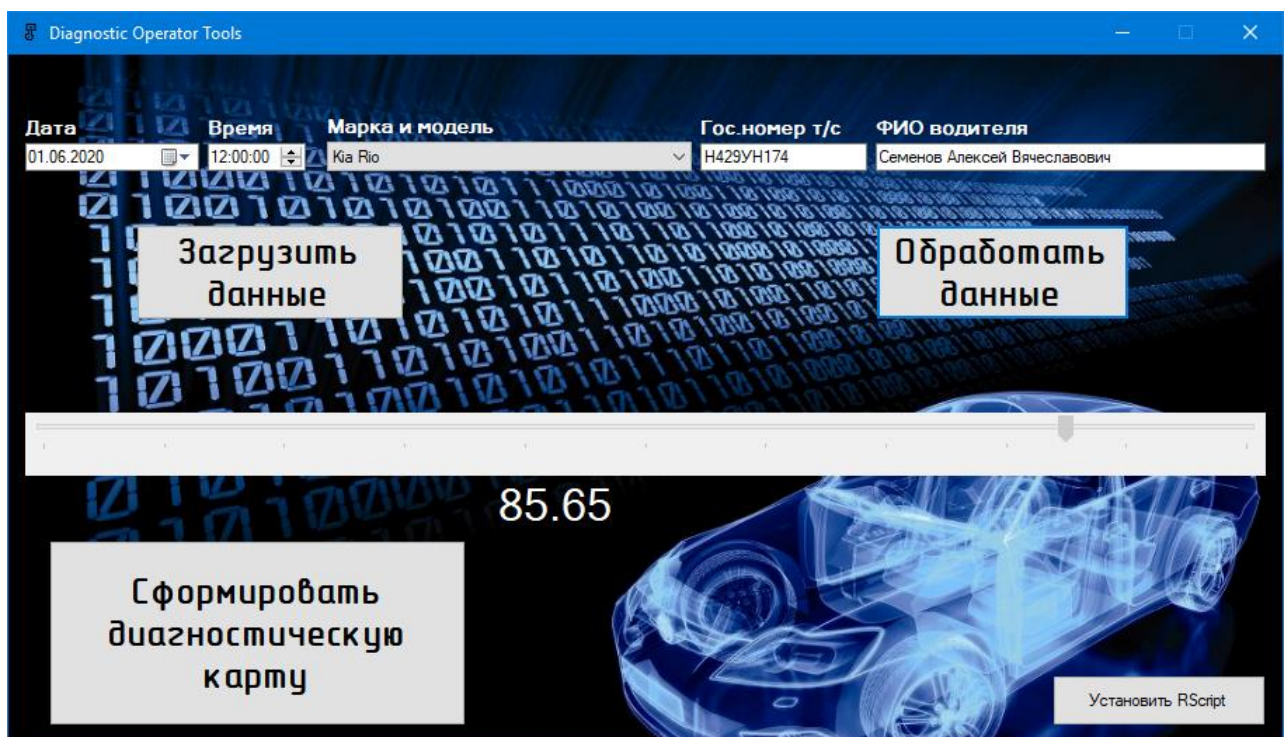 Diagnostic Operator Tools
Дата Время Марка и модель Гос.номер т/с ФИО водителя
01.06.2020 12:00:00 Kia Rio Н429УН174 Семенов Алексей Вячеславович
Загрузить
данные
Обработать
данные
85.65
Сформировать
диагностическую
карту
Установить RScript